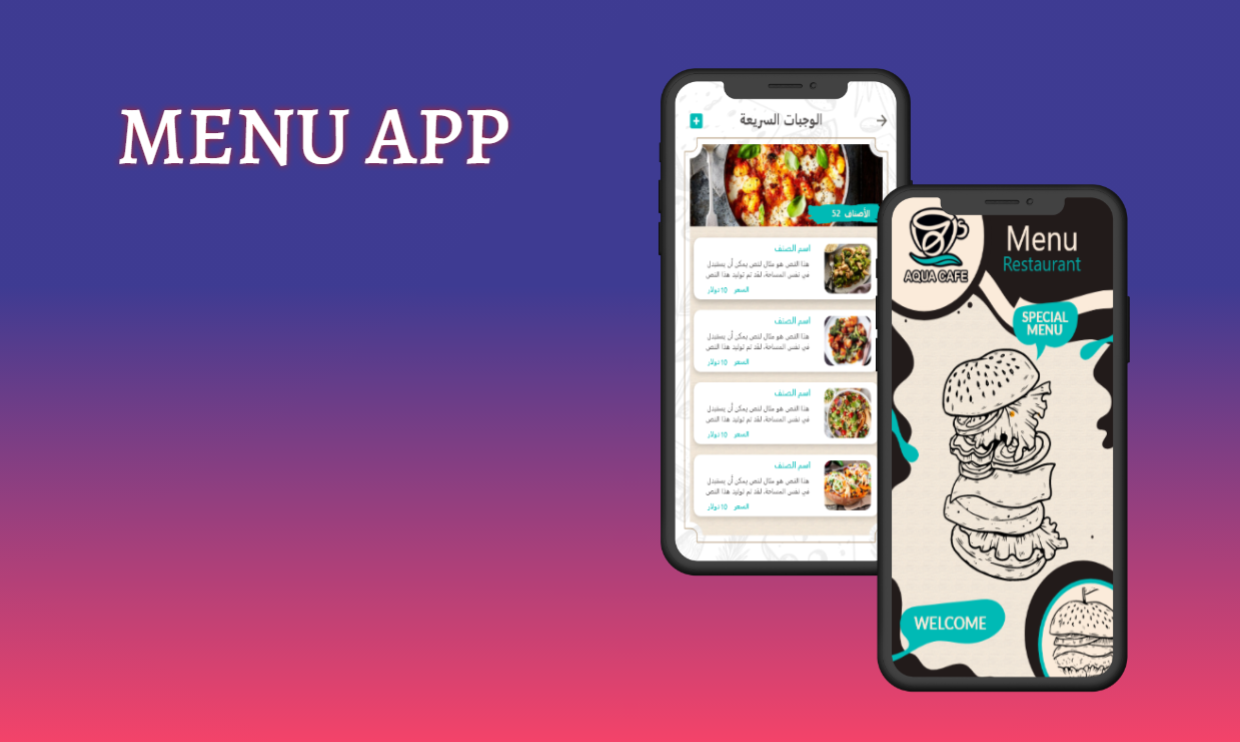 MENU APP
الوجبات السريعة
الأصناف 52
اسم الصنف
هذا النص هو مثال لنص يمكن أن يستبدل
في نفس المساحة، لقد تم توليد هذا النص
السعر 10 دولار
اسم الصنف
هذا النص هو مثال لنص يمكن أن يستبدل
في نفس المساحة، لقد تم توليد هذا النص
السعر 10 دولار
اسم الصنف
هذا النص هو مثال لنص يمكن أن يستبدل
في نفس المساحة، لقد تم توليد هذا النص
السعر 10 دولار
اسم الصنف
هذا النص هو مثال لنص يمكن أن يستبدل
في نفس المساحة، لقد تم توليد هذا النص
السعر 10 دولار
AQUA CAFE
Menu
Restaurant
SPECIAL
MENU
WELCOME